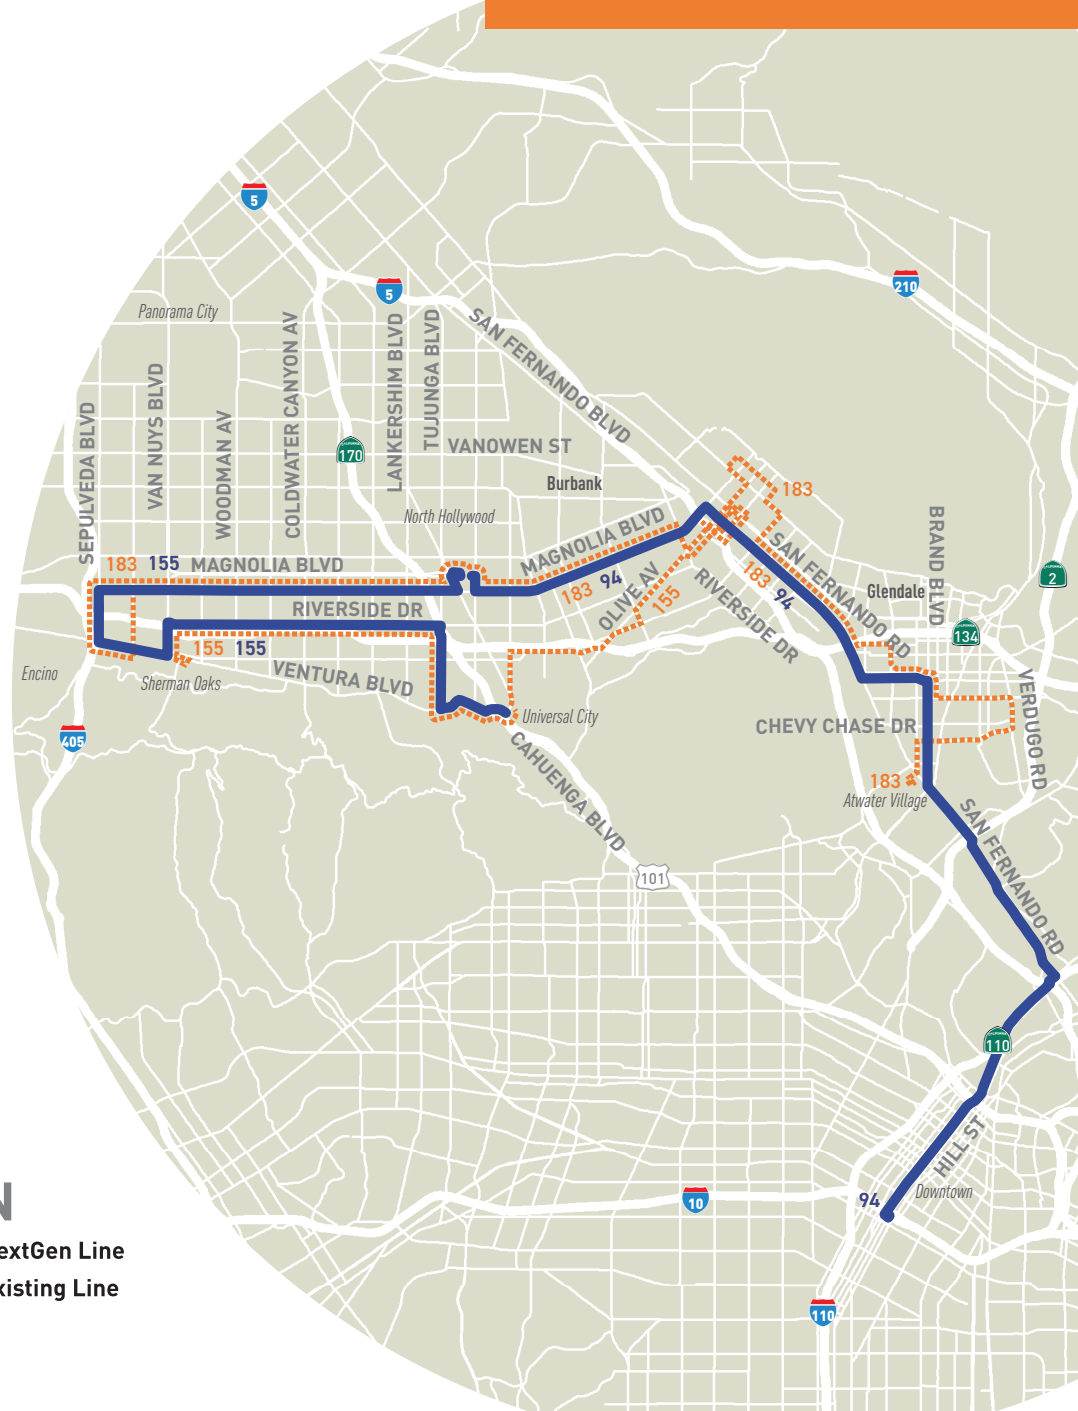 5
210
5
Panorama City
SAN FERNANDO BLVD
COLDWATER CANYON AV
LANKERSHIM BLVD
TUJUNGA BLVD
VAN NUYS BLVD
SEPULVEDA BLVD
WOODMAN AV
CALIFORNIA
170
VANOWEN ST
Burbank
183
North Hollywood
MAGNOLIA BLVD
BRAND BLVD
183 155 MAGNOLIA BLVD
SAN FERNANDO RD
183 94
183 94
OLIVE AV
155
RIVERSIDE DR
Glendale
CALIFORNIA
2
RIVERSIDE DR
CALIFORNIA
134
155 155
Encino
Sherman Oaks
VENTURA BLVD
VERDUGO RD
Universal City
CHEVY CHASE DR
405
CAHUENGA BLVD
183
Atwater Village
SAN FERNANDO RD
101
CALIFORNIA
110
HILL ST
Downtown
94
10
110
N
extGen Line
xisting Line